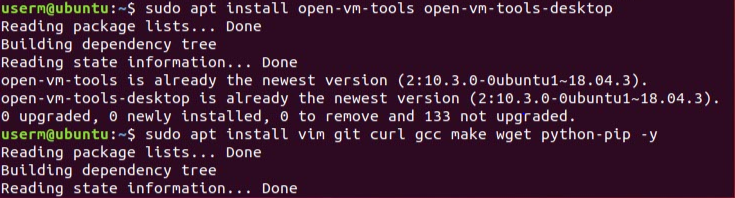 userm@ubuntu:~$ sudo apt install open-vm-tools open-vm-tools-desktop
Reading package lists... Done
Building dependency tree
Reading state information... Done
open-vm-tools is already the newest version (2:10.3.0-0ubuntu1~18.04.3).
open-vm-tools-desktop is already the newest version (2:10.3.0-0ubuntu1~18.04.3).
0 upgraded, 0 newly installed, 0 to remove and 133 not upgraded.
userm@ubuntu:~$ sudo apt install vim git curl gcc make wget python-pip -y
Reading package lists... Done
Building dependency tree
Reading state information... Done